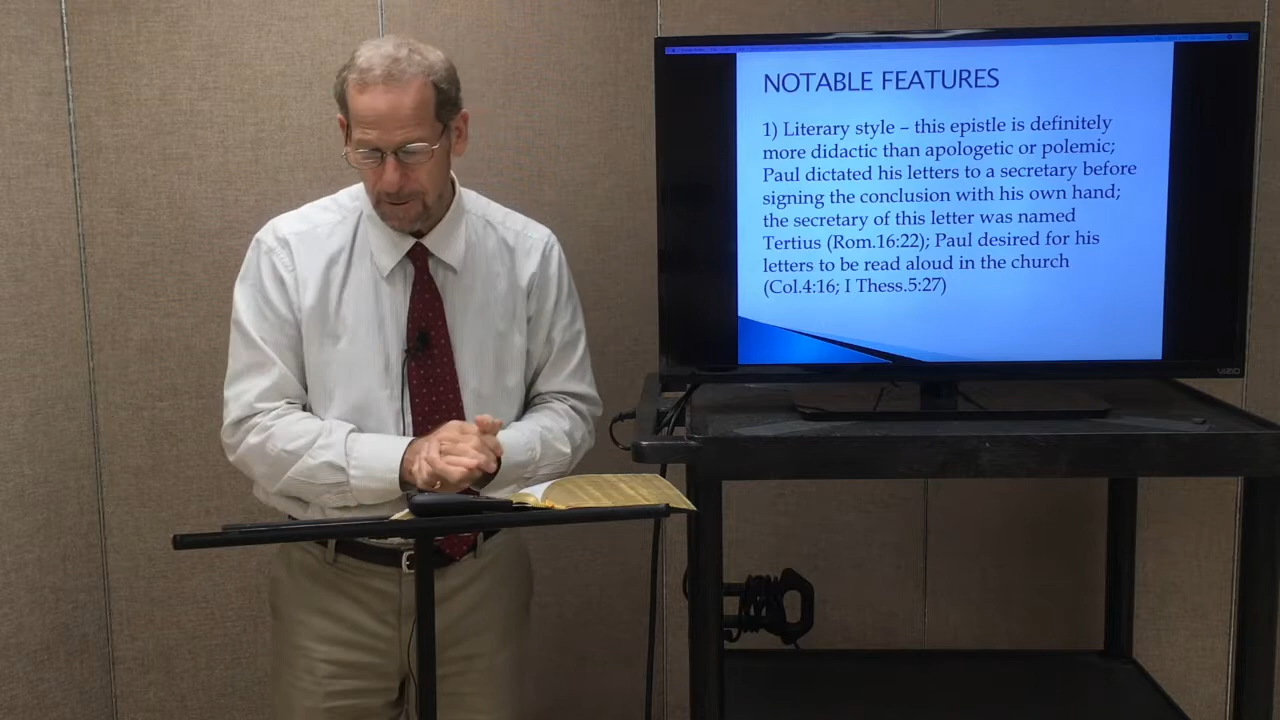 NOTABLE FEATURES
1) Literary style – this epistle is definitely
more didactic than apologetic or polemic;
Paul dictated his letters to a secretary before
signing the conclusion with his own hand;
the secretary of this letter was named
Tertius (Rom.16:22); Paul desired for his
letters to be read aloud in the church
(Col.4:16; I Thess.5:27)
VIZIO